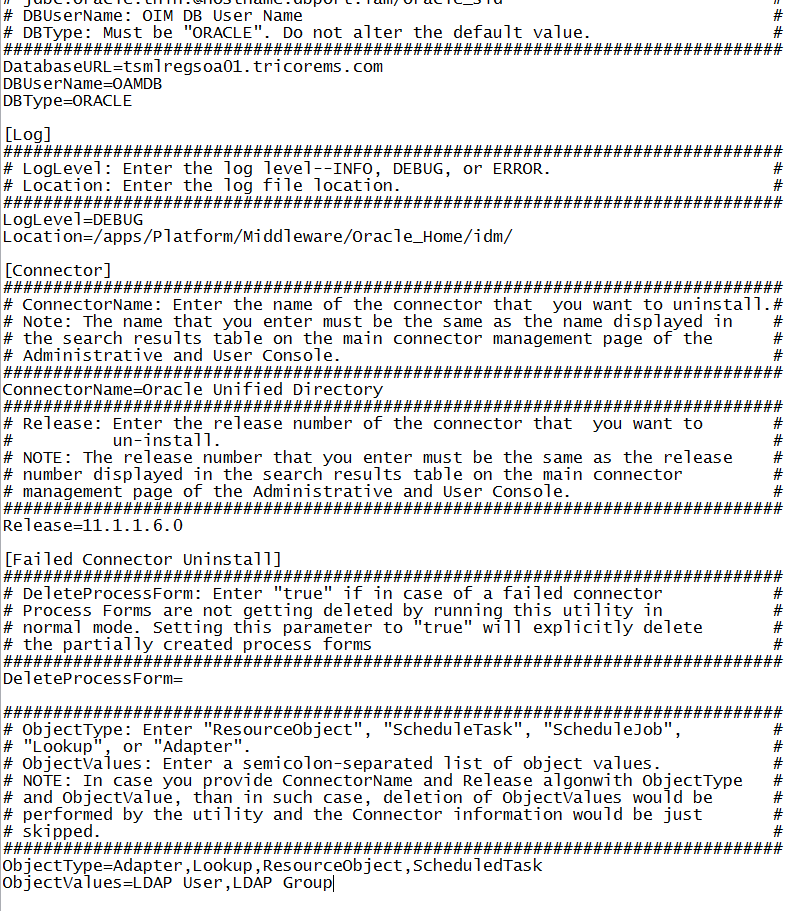 # jdbc:oracle:thin:@hostname:dbport:Iam/oracle_sid #
# DBUserName: OIM DB User Name #
# DBType: Must be "ORACLE". Do not alter the default value. #
##############################################################################
DatabaseURL=tsmlregsoa01.tricorems.com
DBUserName=OAMDB
DBType=ORACLE
[Log]
##############################################################################
# LogLevel: Enter the log level--INFO, DEBUG, or ERROR. #
# Location: Enter the log file location. #
##############################################################################
LogLevel=DEBUG
Location=/apps/Platform/Middleware/Oracle_Home/idm/
[Connector]
##############################################################################
# ConnectorName: Enter the name of the connector that  you want to uninstall.#
# Note: The name that you enter must be the same as the name displayed in #
# the search results table on the main connector management page of the #
# Administrative and User Console. #
##############################################################################
ConnectorName=Oracle Unified Directory
##############################################################################
# Release: Enter the release number of the connector that  you want to #
# un-install. #
# NOTE: The release number that you enter must be the same as the release #
# number displayed in the search results table on the main connector #
# management page of the Administrative and User Console. #
##############################################################################
Release=11.1.1.6.0
[Failed Connector Uninstall]
##############################################################################
# DeleteProcessForm: Enter "true" if in case of a failed connector #
# Process Forms are not getting deleted by running this utility in #
# normal mode. Setting this parameter to "true" will explicitly delete #
# the partially created process forms #
##############################################################################
DeleteProcessForm=
##############################################################################
# ObjectType: Enter "ResourceObject", "ScheduleTask", "ScheduleJob", #
# "Lookup", or "Adapter". #
# ObjectValues: Enter a semicolon-separated list of object values. #
# NOTE: In case you provide ConnectorName and Release algonwith ObjectType #
# and ObjectValue, than in such case, deletion of ObjectValues would be #
# performed by the utility and the Connector information would be just #
# skipped. #
##############################################################################
ObjectType=Adapter,Lookup,ResourceObject,ScheduledTask
ObjectValues=LDAP User,LDAP Group